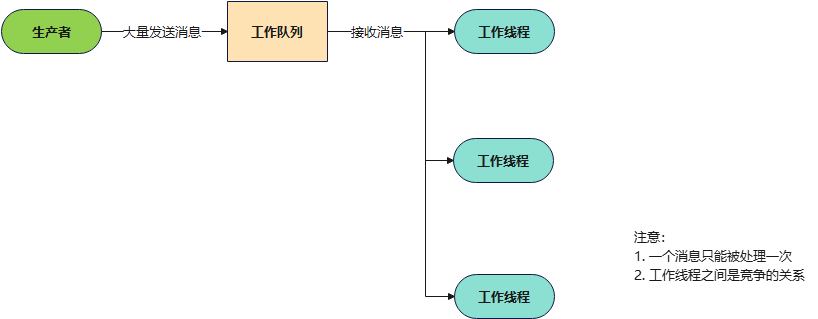 生产者
大量发送消息
工作队列
接收消息
工作线程
工作线程
工作线程
注意：
1. 一个消息只能被处理一次
2. 工作线程之间是竞争的关系